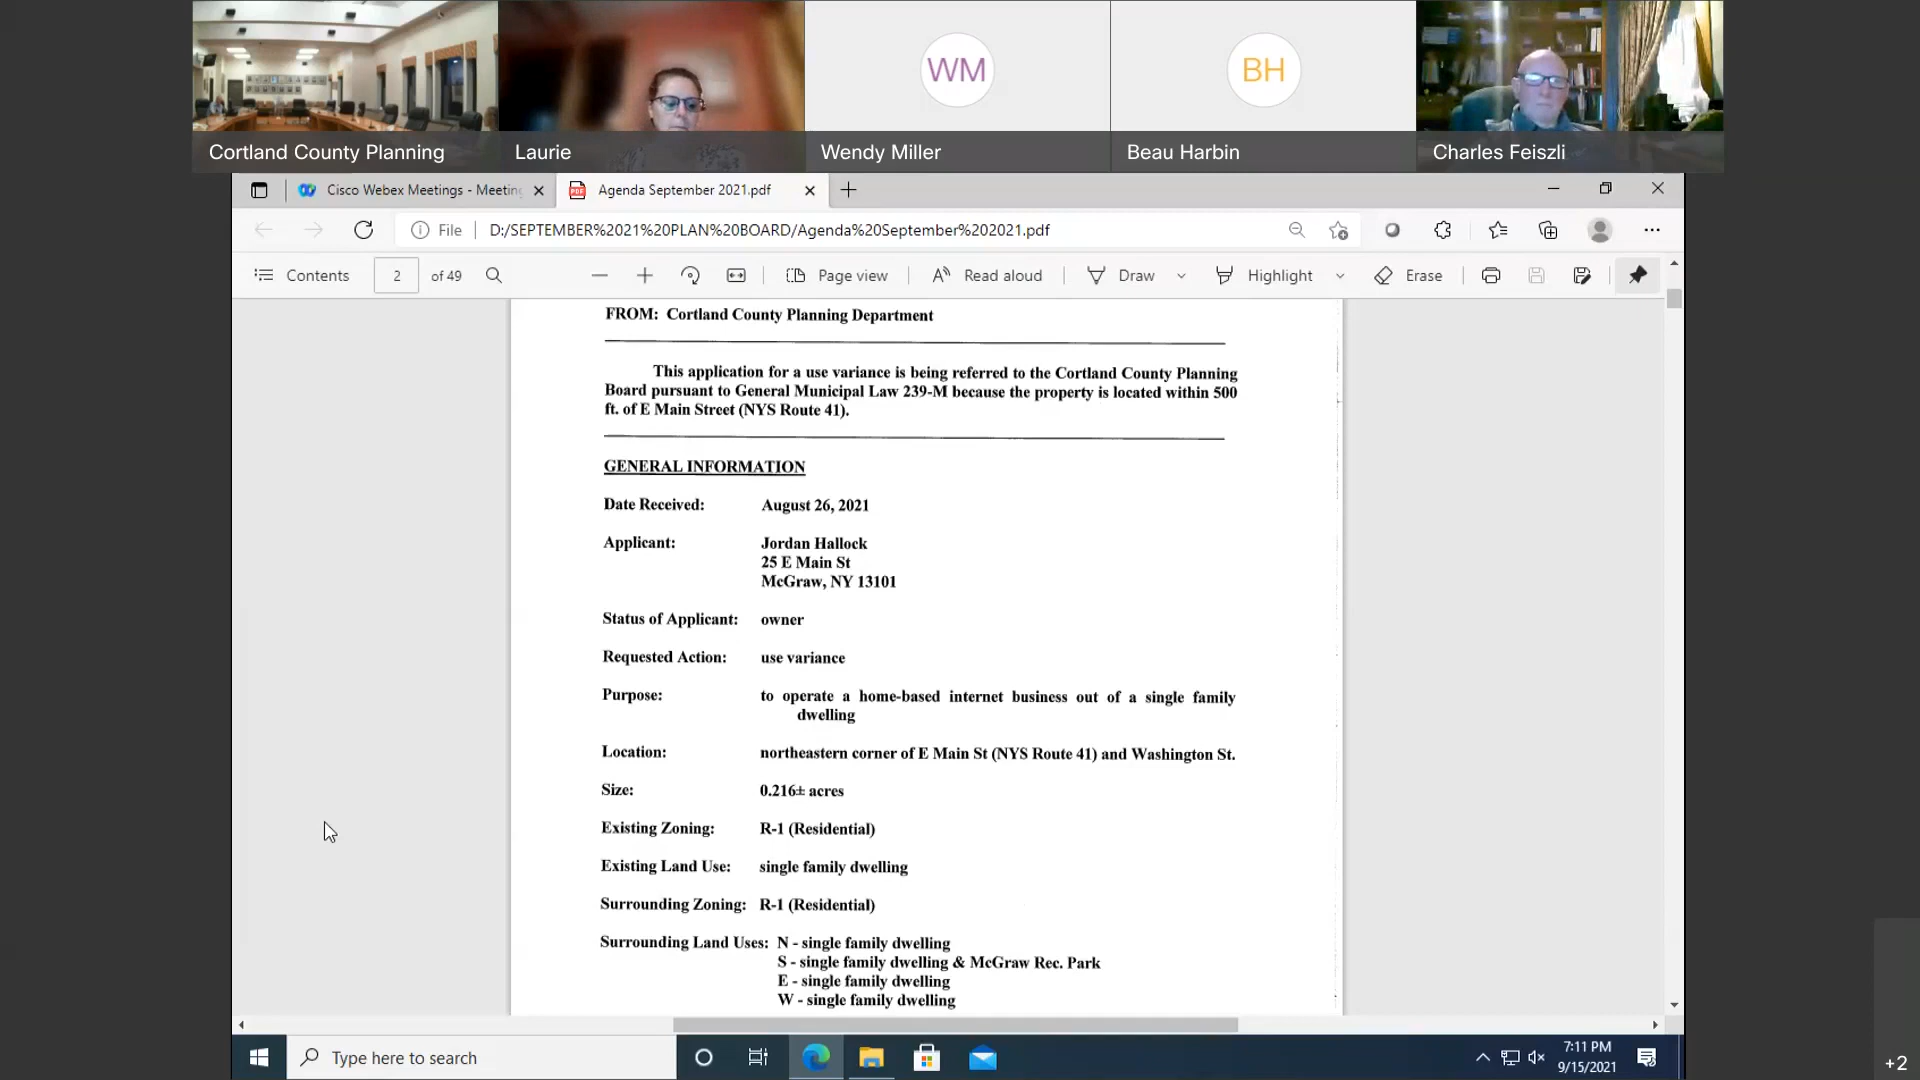 WM
BH
Cortland County Planning
Laurie
Wendy Miller
Beau Harbin
Charles Feiszli
Cisco Webex Meetings - Meeting
Agenda September 2021.pdf
File
D:/SEPTEMBER%2021%20PLAN%20BOARD/Agenda%20September%202021.pdf
Contents
2
of 49
Page view
Read aloud
Draw
Highlight
Erase
FROM: Cortland County Planning Department
This application for a use variance is being referred to the Cortland County Planning
Board pursuant to General Municipal Law 239-M because the property is located within 500
ft. of E Main Street (NYS Route 41).
GENERAL INFORMATION
Date Received: August 26, 2021
Applicant: Jordan Hallock
25 E Main St
McGraw, NY 13101
Status of Applicant: owner
Requested Action: use variance
Purpose: to operate a home-based internet business out of a single family
dwelling
Location: northeastern corner of E Main St (NYS Route 41) and Washington St.
Size: 0.216± acres
Existing Zoning: R-1 (Residential)
Existing Land Use: single family dwelling
Surrounding Zoning: R-1 (Residential)
Surrounding Land Uses: N - single family dwelling
S - single family dwelling & McGraw Rec. Park
E - single family dwelling
W - single family dwelling
Type here to search
7:11 PM
9/15/2021
+2